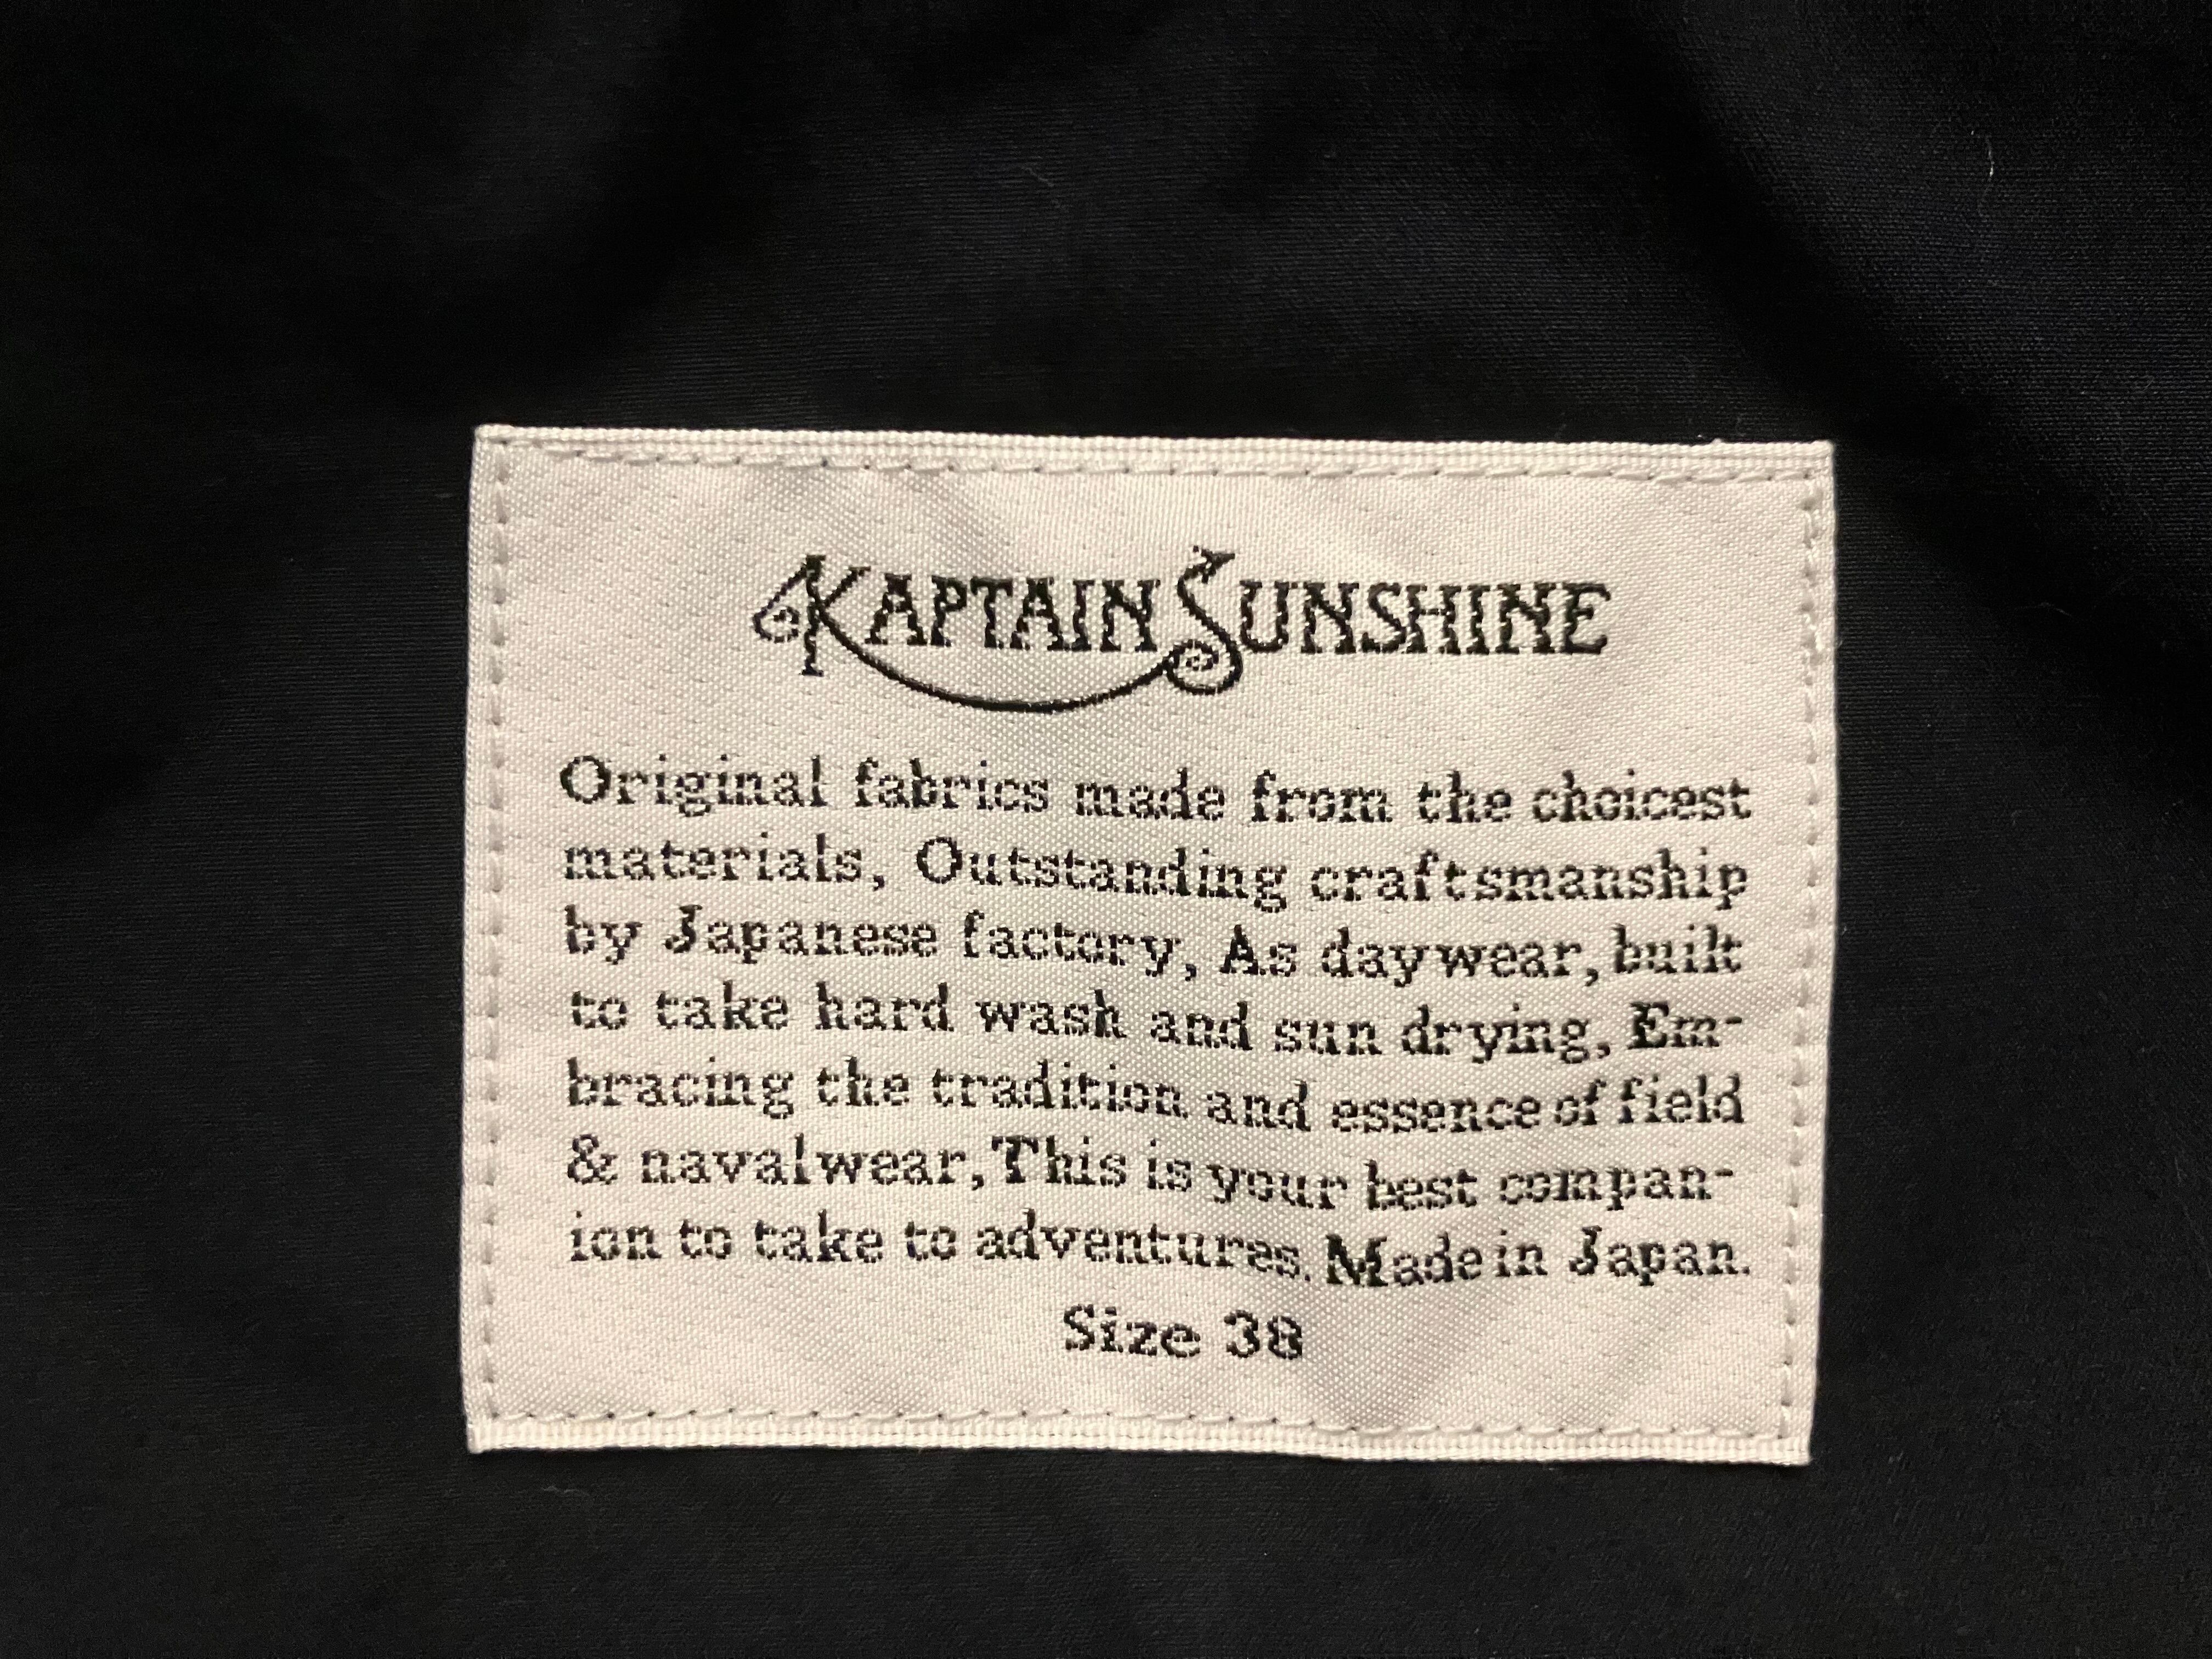 KAPTAIN SUNSHINE
Original fabrics made from the choicest
materials, Outstanding craftsmanship
by Japanese factory, As daywear, built
to take hard wash and sun drying, Em-
bracing the tradition and essence of field
& navalwear, This is your best compan-
ion to take to adventures. Made in Japan.
Size 38